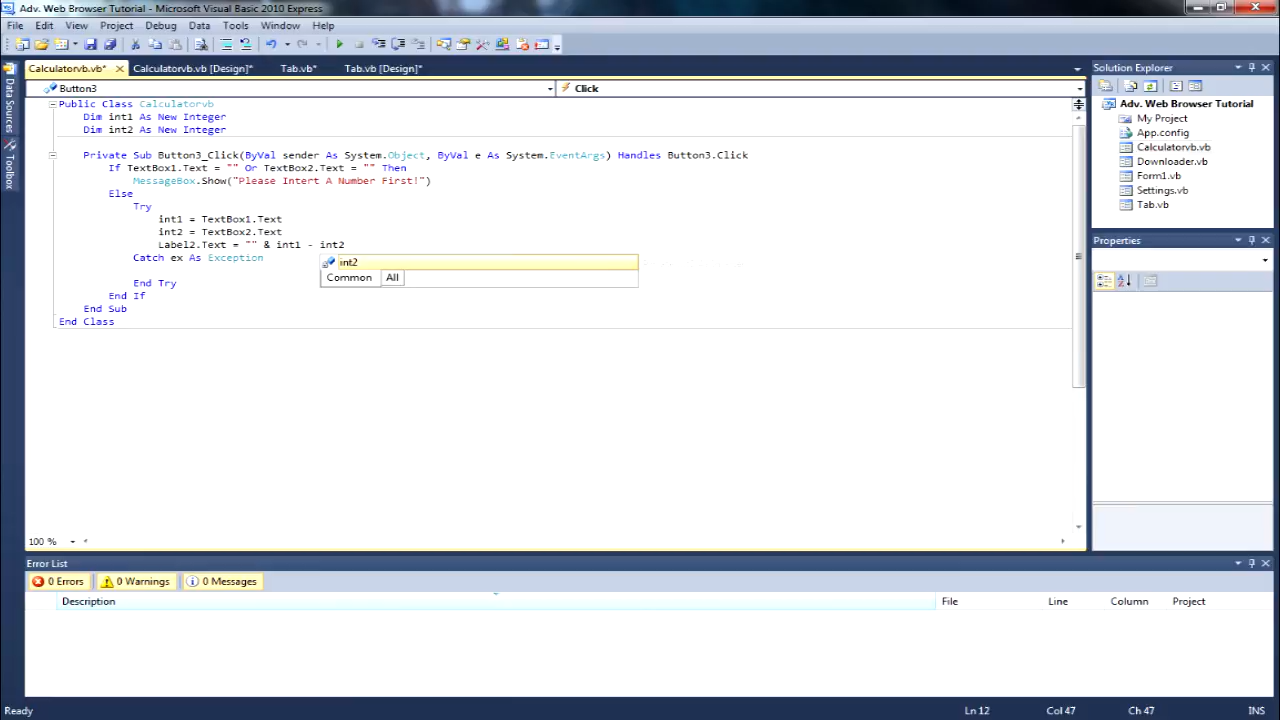 Adv. Web Browser Tutorial - Microsoft Visual Basic 2010 Express
File Edit View Project Debug Data Tools Window Help
Calculatorvb.vb* Calculatorvb.vb [Design]* Tab.vb* Tab.vb [Design]*
Button3 Click
Data Sources
Toolbox
Public Class Calculatorvb
Dim int1 As New Integer
Dim int2 As New Integer
Private Sub Button3_Click(ByVal sender As System.Object, ByVal e As System.EventArgs) Handles Button3.Click
If TextBox1.Text = "" Or TextBox2.Text = "" Then
MessageBox.Show("Please Intert A Number First!")
Else
Try
int1 = TextBox1.Text
int2 = TextBox2.Text
Label2.Text = "" & int1 - int2
Catch ex As Exception
int2
Common All
End Try
End If
End Sub
End Class
100 %
Solution Explorer
Adv. Web Browser Tutorial
My Project
App.config
Calculatorvb.vb
Downloader.vb
Form1.vb
Settings.vb
Tab.vb
Properties
Error List
0 Errors 0 Warnings 0 Messages
Description File Line Column Project
Ready Ln 12 Col 47 Ch 47 INS